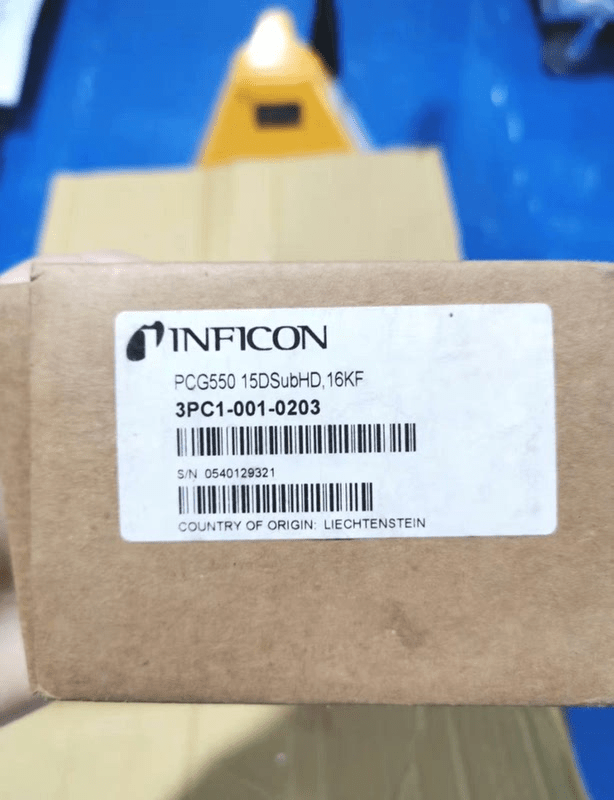 INFICON
PCG550 15DSubHD,16KF
3PC1-001-0203
S/N 0540129321
COUNTRY OF ORIGIN: LIECHTENSTEIN